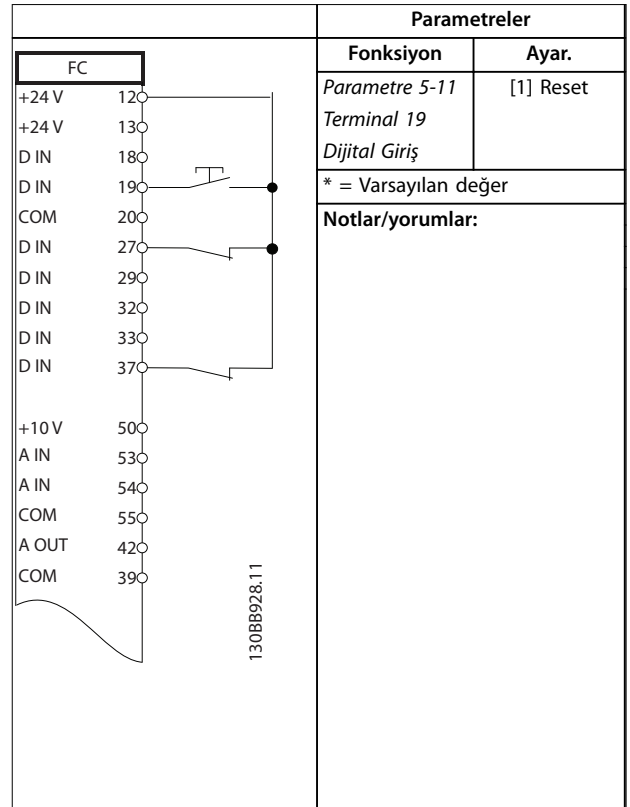 FC
+24 V 12
+24 V 13
D IN 18
D IN 19
COM 20
D IN 27
D IN 29
D IN 32
D IN 33
D IN 37
+10 V 50
A IN 53
A IN 54
COM 55
A OUT 42
COM 39
130BB928.11
Parametreler
Fonksiyon Ayar.
Parametre 5-11 [1] Reset
Terminal 19
Dijital Giriş
* = Varsayılan değer
Notlar/yorumlar: